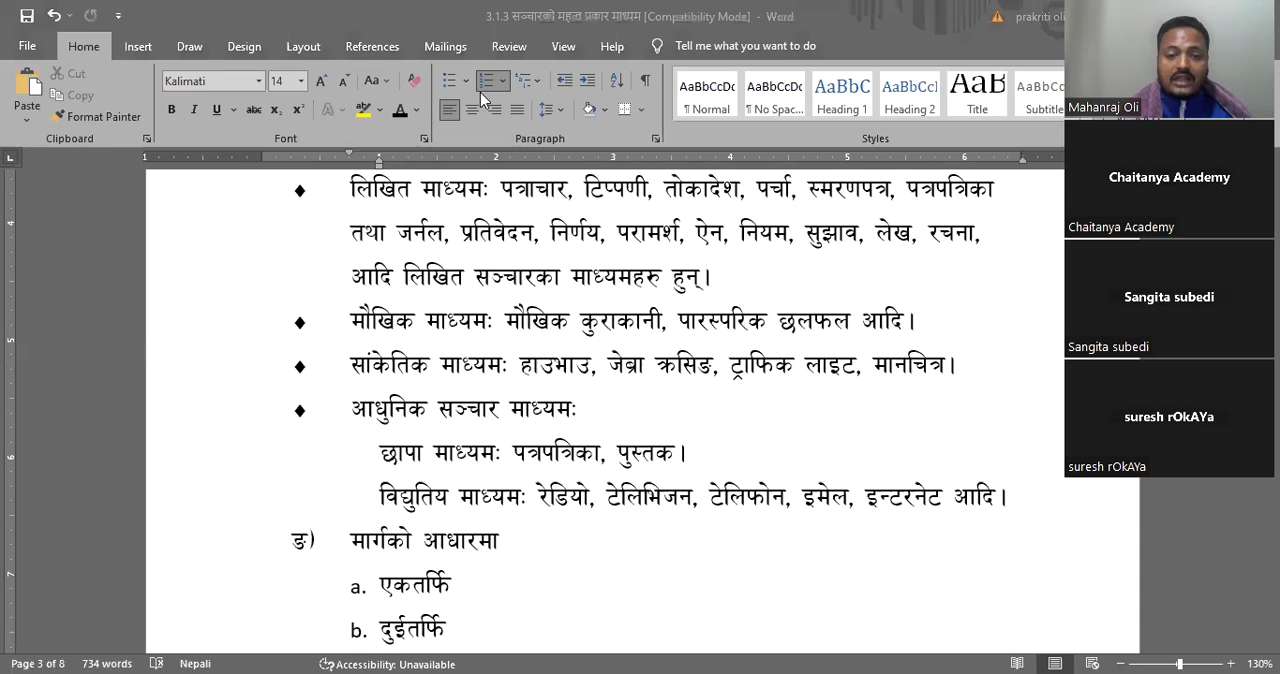 3.1.3 सञ्चारको महत्व प्रकार माध्यम [Compatibility Mode] - Word
prakriti oli
File Home Insert Draw Design Layout References Mailings Review View Help Tell me what you want to do
Paste
Cut
Copy
Format Painter
Kalimati 14
AaBbCcDc AaBbCcDc AaBbC AaBbCcI AaB AaBbCcD
¶ Normal ¶ No Spac... Heading 1 Heading 2 Title Subtitle
Clipboard Font Paragraph Styles
लिखित माध्यमः पत्राचार, टिप्पणी, तोकादेश, पर्चा, स्मरणपत्र, पत्रपत्रिका
तथा जर्नल, प्रतिवेदन, निर्णय, परामर्श, ऐन, नियम, सुझाव, लेख, रचना,
आदि लिखित सञ्चारका माध्यमहरु हुन्।
मौखिक माध्यमः मौखिक कुराकानी, पारस्परिक छलफल आदि।
सांकेतिक माध्यमः हाउभाउ, जेब्रा क्रसिङ, ट्राफिक लाइट, मानचित्र।
आधुनिक सञ्चार माध्यमः
छापा माध्यमः पत्रपत्रिका, पुस्तक।
विद्युतिय माध्यमः रेडियो, टेलिभिजन, टेलिफोन, इमेल, इन्टरनेट आदि।
ङ) मार्गको आधारमा
a. एकतर्फि
b. दुईतर्फि
Page 3 of 8 734 words Nepali Accessibility: Unavailable 130%
Mahanraj Oli
Chaitanya Academy
Chaitanya Academy
Sangita subedi
Sangita subedi
suresh rOkAYa
suresh rOkAYa